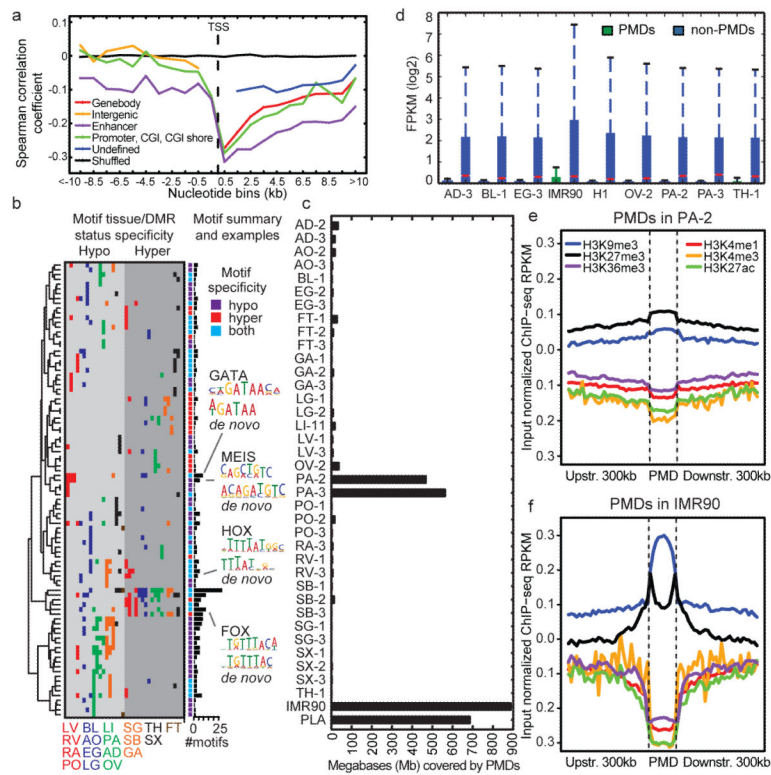 a
TSS
Spearman correlation
coefficient
0.1
0
-0.1
-0.2
-0.3
Genebody
Intergenic
Enhancer
Promoter, CGI, CGI shore
Undefined
Shuffled
<-10 -8.5 -6.5 -4.5 -2.5 -0.5 0.5 2.5 4.5 6.5 8.5 >10
Nucleotide bins (kb)
b
Motif tissue/DMR
status specificity
Hypo Hyper
Motif summary
and examples
Motif
specificity
hypo
hyper
both
GATA
de novo
MEIS
de novo
HOX
de novo
FOX
de novo
LV BL LI SG TH FT
RV AO PA SB SX
RA EG AD GA
PO LG OV
0 25
#motifs
c
AD-2
AD-3
AO-2
AO-3
BL-1
EG-2
EG-3
FT-1
FT-2
FT-3
GA-1
GA-2
GA-3
LG-1
LG-2
LI-11
LV-1
LV-3
OV-2
PA-2
PA-3
PO-1
PO-2
PO-3
RA-3
RV-1
RV-3
SB-1
SB-2
SB-3
SG-1
SG-3
SX-1
SX-2
SX-3
TH-1
IMR90
PLA
0 100 200 300 400 500 600 700 800 900
Megabases (Mb) covered by PMDs
d
PMDs non-PMDs
FPKM (log2)
8
7
6
5
4
3
2
1
0
AD-3 BL-1 EG-3 IMR90 H1 OV-2 PA-2 PA-3 TH-1
e
PMDs in PA-2
Input normalized ChIP-seq RPKM
0.3
0.2
0.1
0.0
0.1
0.2
0.3
H3K9me3
H3K27me3
H3K36me3
H3K4me1
H3K4me3
H3K27ac
Upstr. 300kb PMD Downstr. 300kb
f
PMDs in IMR90
Input normalized ChIP-seq RPKM
0.3
0.2
0.1
0.0
0.1
0.2
0.3
Upstr. 300kb PMD Downstr. 300kb